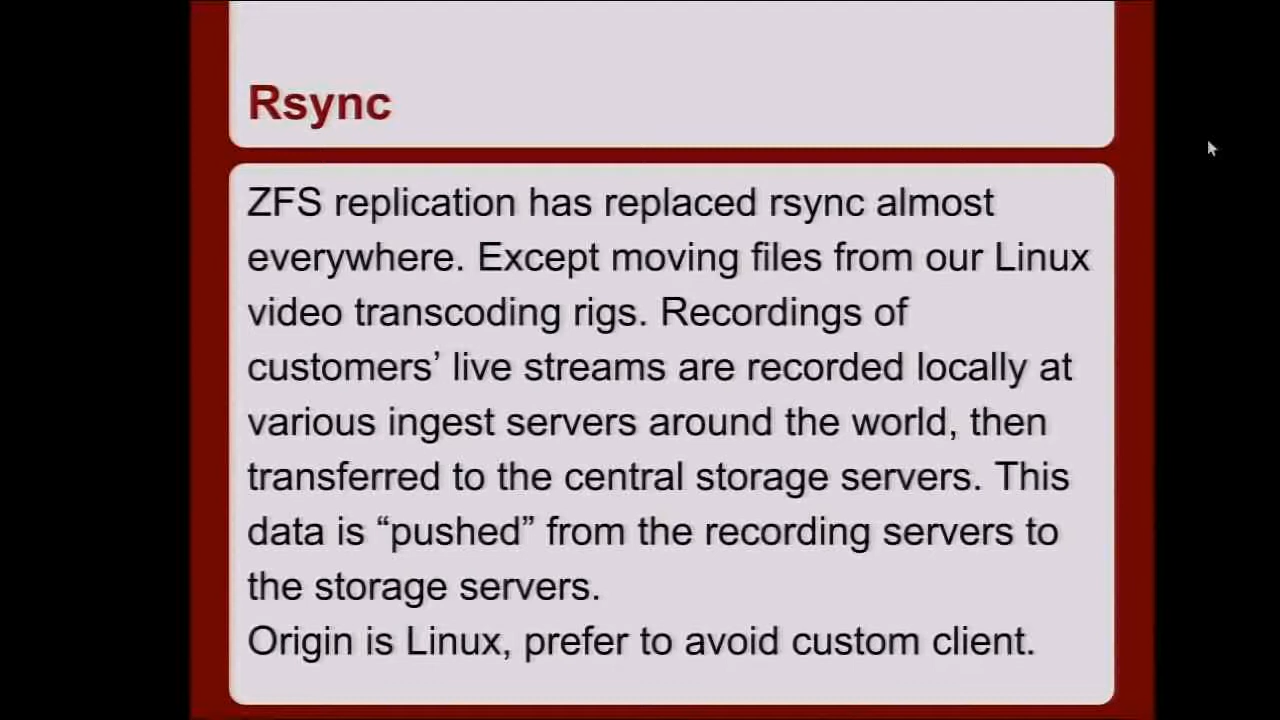 Rsync
ZFS replication has replaced rsync almost
everywhere. Except moving files from our Linux
video transcoding rigs. Recordings of
customers’ live streams are recorded locally at
various ingest servers around the world, then
transferred to the central storage servers. This
data is “pushed” from the recording servers to
the storage servers.
Origin is Linux, prefer to avoid custom client.